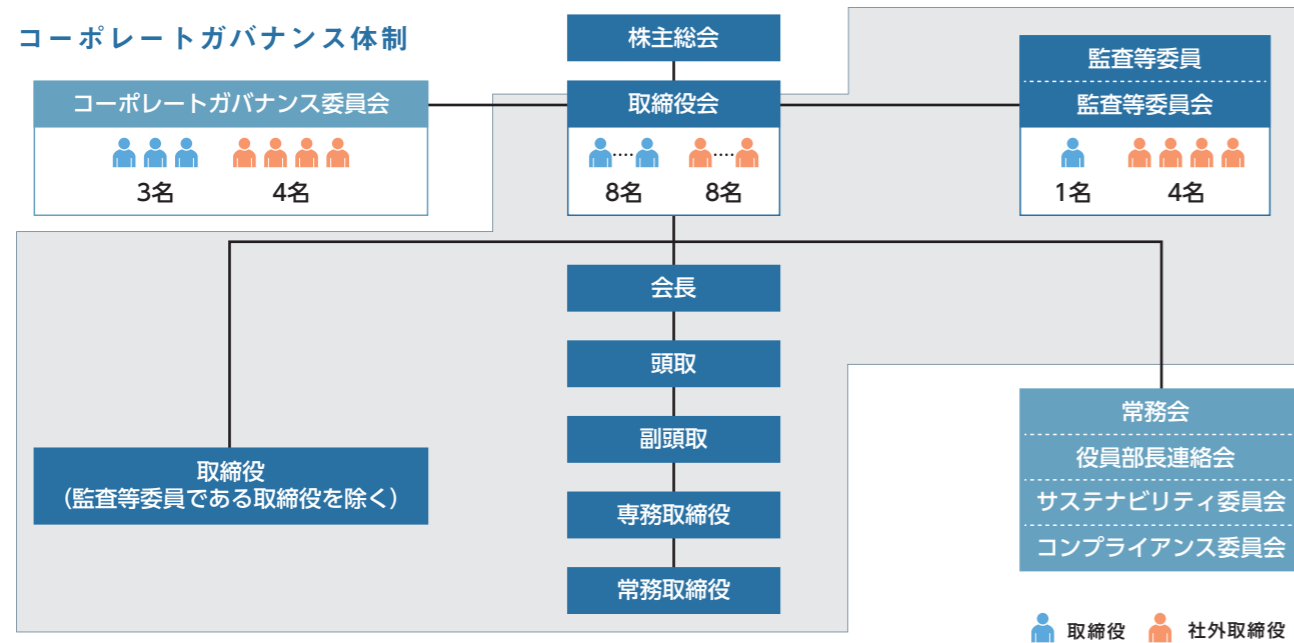 コーポレートガバナンス体制
株主総会
コーポレートガバナンス委員会
3名
4名
取締役会
8名
8名
監査等委員
監査等委員会
1名
4名
会長
頭取
副頭取
専務取締役
常務取締役
取締役
（監査等委員である取締役を除く）
常務会
役員部長連絡会
サステナビリティ委員会
コンプライアンス委員会
取締役
社外取締役